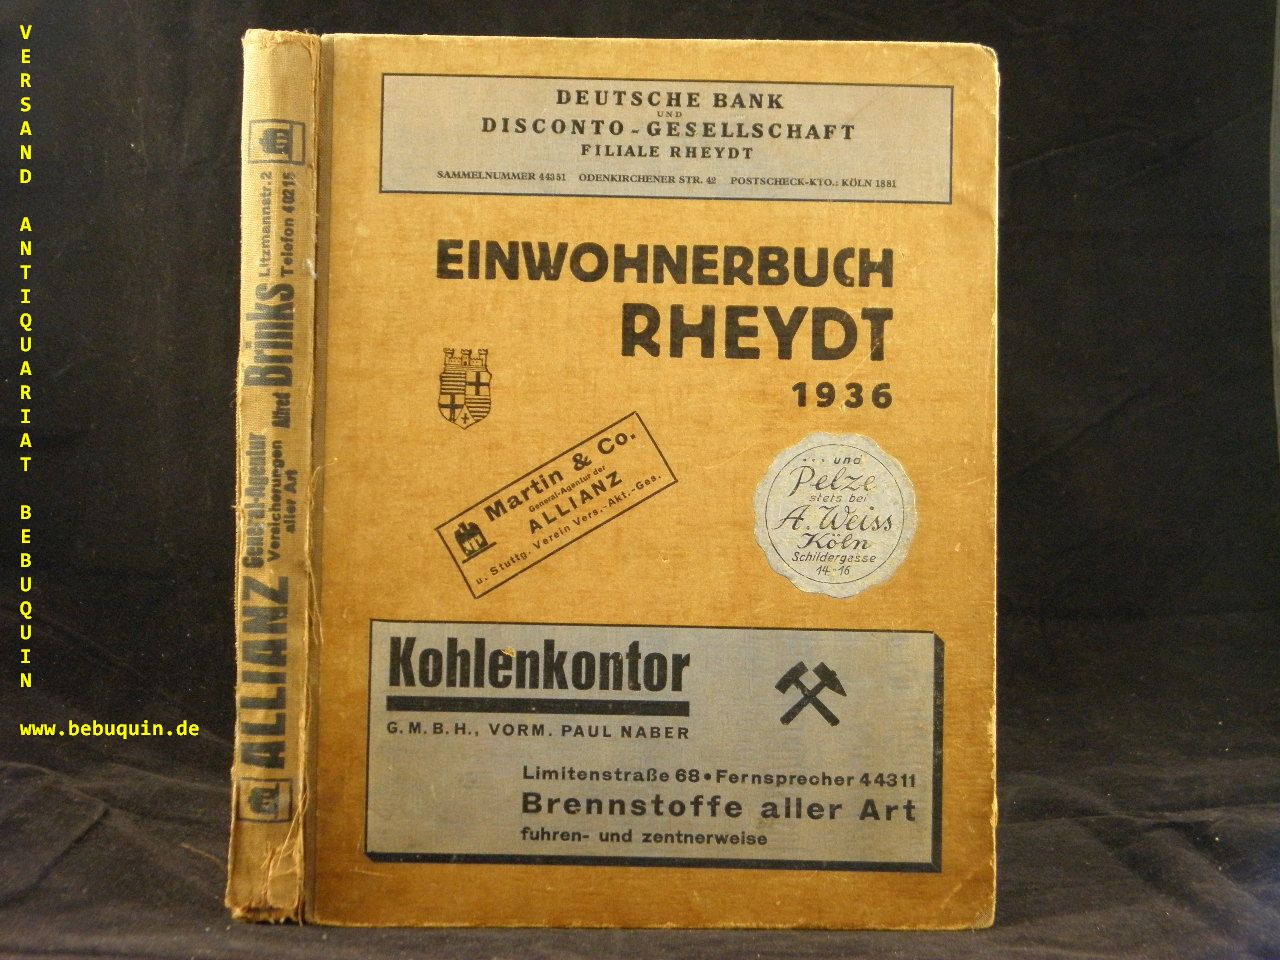 VERSAND ANTIQUARIAT BEBUQUIN
www.bebuquin.de
ALLIANZ General-Agentur Alfred Brinks Litzmannstr. 2
Versicherungen Telefon 40215
aller Art
DEUTSCHE BANK
UND
DISCONTO-GESELLSCHAFT
FILIALE RHEYDT
SAMMELNUMMER 44351 ODENKIRCHENER STR. 42 POSTSCHECK-KTO.: KÖLN 1881
EINWOHNERBUCH
RHEYDT
1936
Martin & Co.
General-Agentur der
ALLIANZ
u. Stuttg. Verein Vers.-Akt.-Ges.
... und
Pelze
stets bei
A. Weiss
Köln
Schildergasse
14-16
Kohlenkontor
G.M.B.H., VORM. PAUL NABER
Limitenstraße 68 • Fernsprecher 44311
Brennstoffe aller Art
fuhren- und zentnerweise